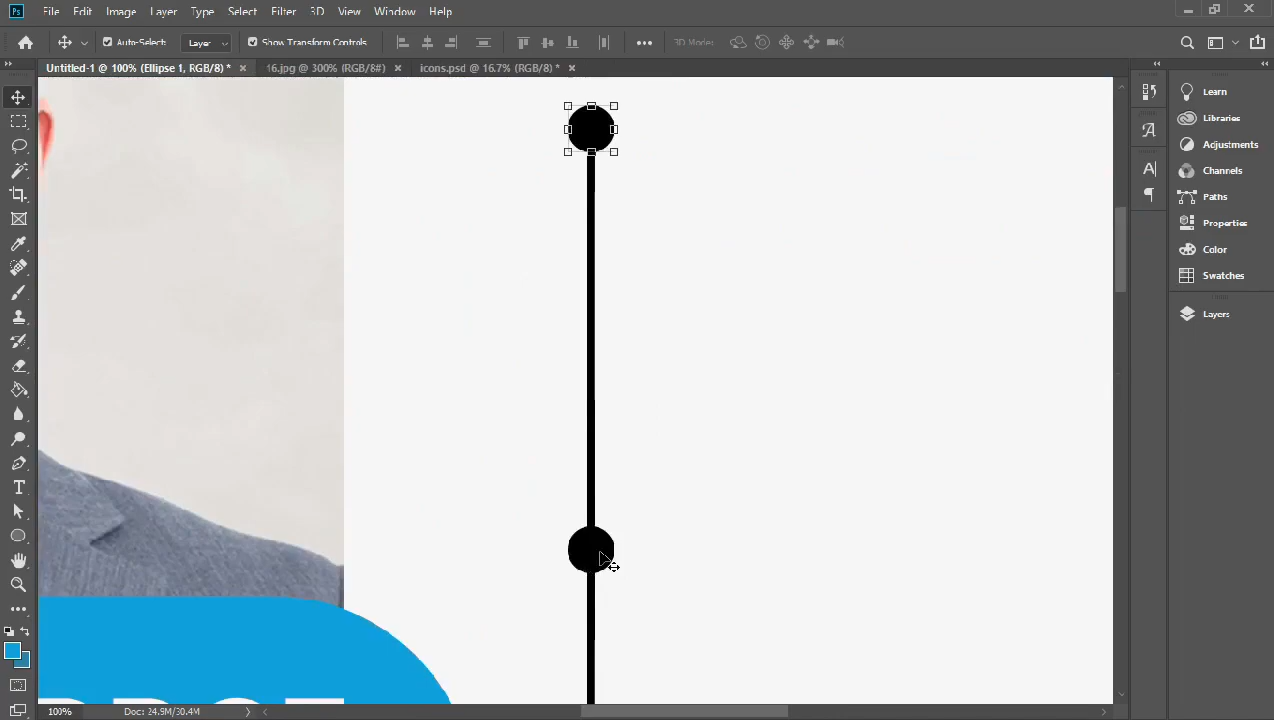 Ps File Edit Image Layer Type Select Filter 3D View Window Help
Auto-Select: Layer Show Transform Controls 3D Mode:
Untitled-1 @ 100% (Ellipse 1, RGB/8) * 16.jpg @ 300% (RGB/8#) icons.psd @ 16.7% (RGB/8) *
Learn
Libraries
Adjustments
Channels
Paths
Properties
Color
Swatches
Layers
100% Doc: 24.9M/30.4M